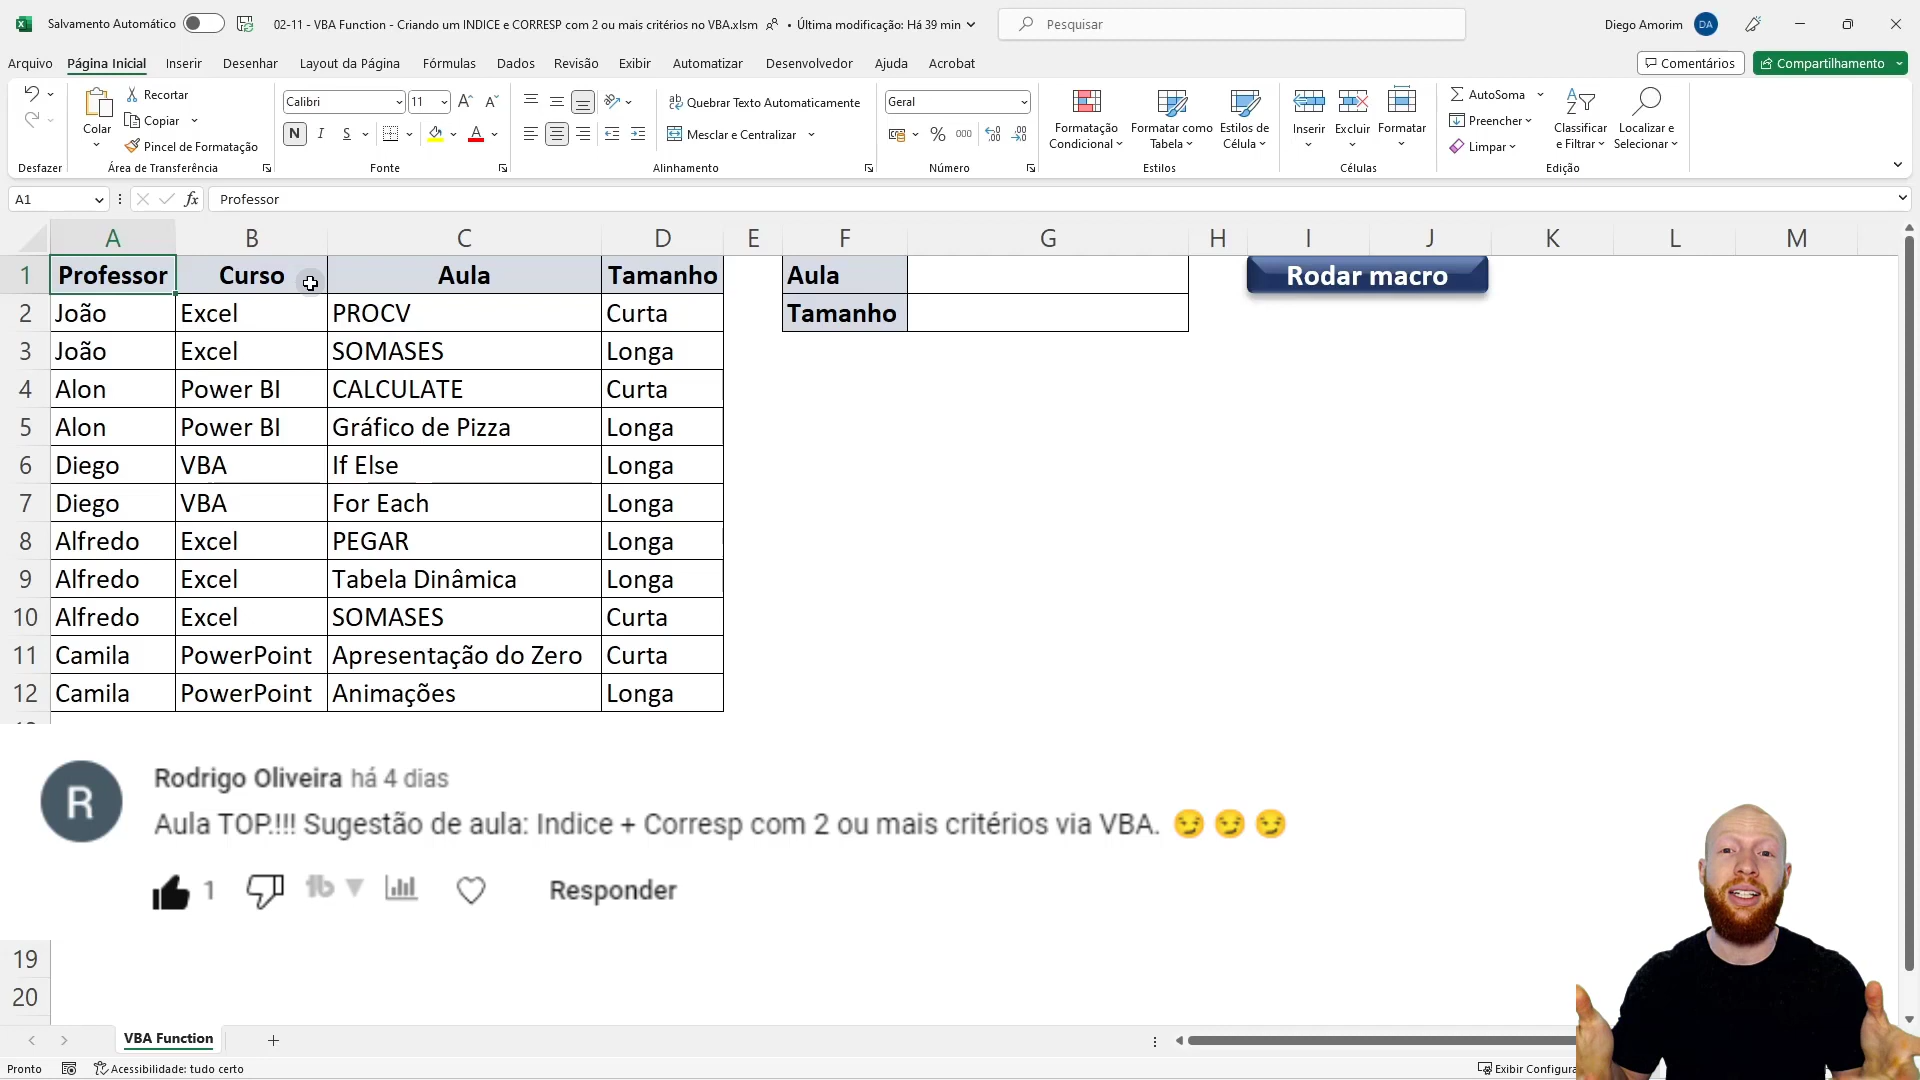 Salvamento Automático
02-11 - VBA Function - Criando um INDICE e CORRESP com 2 ou mais critérios no VBA.xlsm • Última modificação: Há 39 min
Pesquisar
Diego Amorim DA
Arquivo Página Inicial Inserir Desenhar Layout da Página Fórmulas Dados Revisão Exibir Automatizar Desenvolvedor Ajuda Acrobat
Comentários Compartilhamento
Colar
Recortar
Copiar
Pincel de Formatação
Calibri 11
N I S
Quebrar Texto Automaticamente
Mesclar e Centralizar
Geral
% 000
Formatação Condicional
Formatar como Tabela
Estilos de Célula
Inserir Excluir Formatar
AutoSoma
Preencher
Limpar
Classificar e Filtrar
Localizar e Selecionar
Desfazer Área de Transferência Fonte Alinhamento Número Estilos Células Edição
A1 fx Professor
A B C D E F G H I J K L M
1 Professor Curso Aula Tamanho Aula Rodar macro
2 João Excel PROCV Curta Tamanho
3 João Excel SOMASES Longa
4 Alon Power BI CALCULATE Curta
5 Alon Power BI Gráfico de Pizza Longa
6 Diego VBA If Else Longa
7 Diego VBA For Each Longa
8 Alfredo Excel PEGAR Longa
9 Alfredo Excel Tabela Dinâmica Longa
10 Alfredo Excel SOMASES Curta
11 Camila PowerPoint Apresentação do Zero Curta
12 Camila PowerPoint Animações Longa
R
Rodrigo Oliveira há 4 dias
Aula TOP.!!! Sugestão de aula: Indice + Corresp com 2 ou mais critérios via VBA. 😏 😏 😏
1 Responder
19
20
VBA Function
Pronto Acessibilidade: tudo certo Exibir Configura